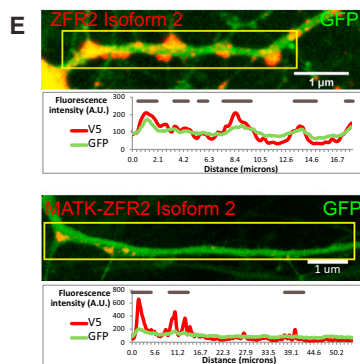 E
ZFR2 Isoform 2 GFP
1 µm
Fluorescence
intensity (A.U.)
300
200
100
0
V5
GFP
0.0 2.1 4.2 6.3 8.4 10.5 12.6 14.6 16.7
Distance (microns)
MATK-ZFR2 Isoform 2 GFP
1 um
Fluorescence
intensity (A.U.)
800
600
400
200
0
V5
GFP
0.0 5.6 11.2 16.7 22.3 27.9 33.5 39.1 44.6 50.2
Distance (microns)